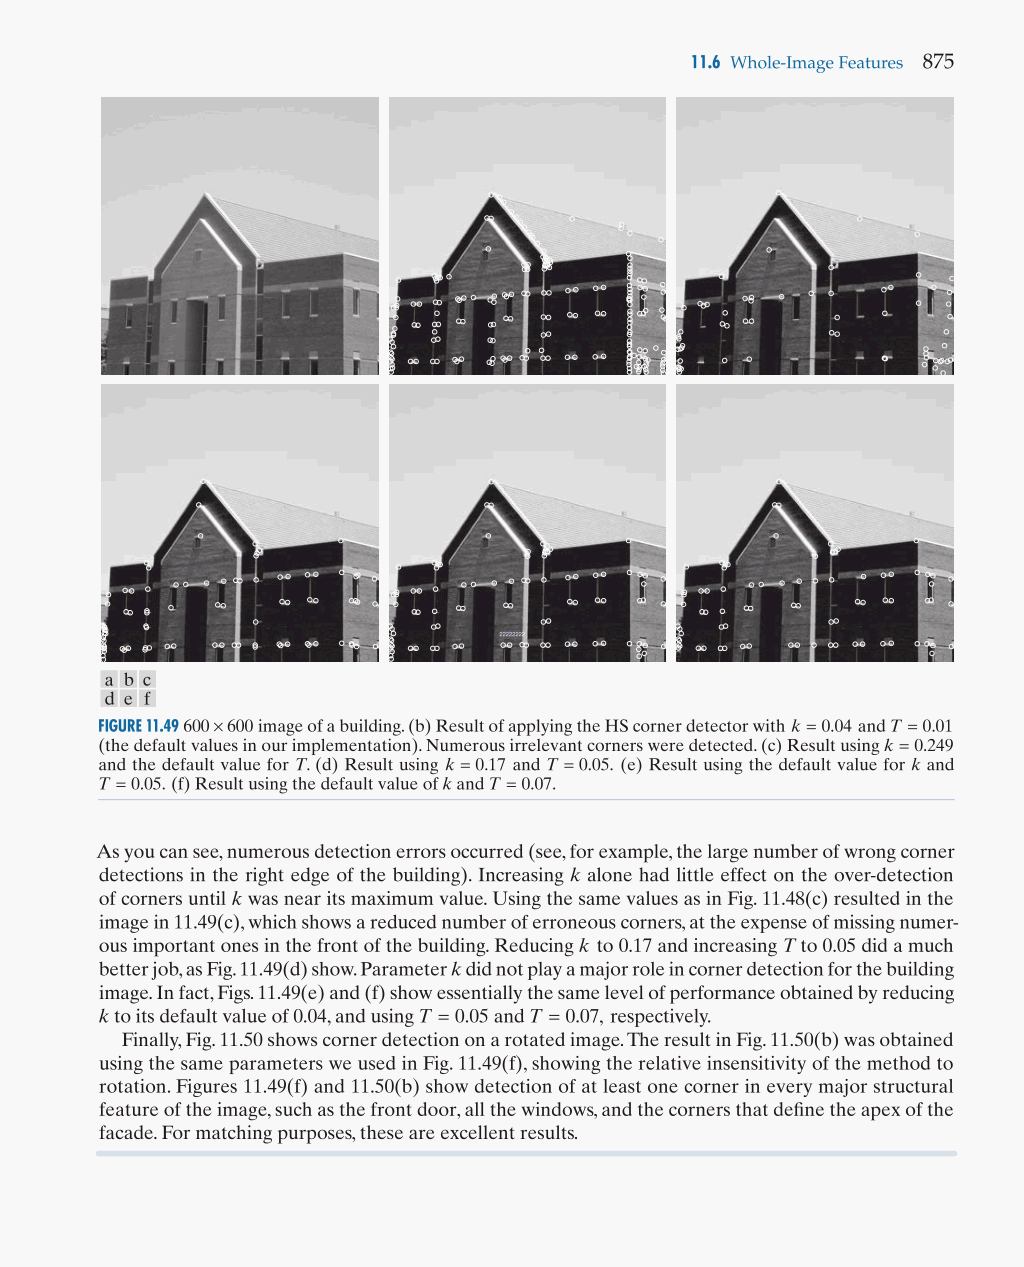 11.6 Whole-Image Features 875
22222222
a b c
d e f
FIGURE 11.49 600 × 600 image of a building. (b) Result of applying the HS corner detector with k = 0.04 and T = 0.01
(the default values in our implementation). Numerous irrelevant corners were detected. (c) Result using k = 0.249
and the default value for T. (d) Result using k = 0.17 and T = 0.05. (e) Result using the default value for k and
T = 0.05. (f) Result using the default value of k and T = 0.07.
As you can see, numerous detection errors occurred (see, for example, the large number of wrong corner
detections in the right edge of the building). Increasing k alone had little effect on the over-detection
of corners until k was near its maximum value. Using the same values as in Fig. 11.48(c) resulted in the
image in 11.49(c), which shows a reduced number of erroneous corners, at the expense of missing numer-
ous important ones in the front of the building. Reducing k to 0.17 and increasing T to 0.05 did a much
better job, as Fig. 11.49(d) show. Parameter k did not play a major role in corner detection for the building
image. In fact, Figs. 11.49(e) and (f) show essentially the same level of performance obtained by reducing
k to its default value of 0.04, and using T = 0.05 and T = 0.07, respectively.
Finally, Fig. 11.50 shows corner detection on a rotated image. The result in Fig. 11.50(b) was obtained
using the same parameters we used in Fig. 11.49(f), showing the relative insensitivity of the method to
rotation. Figures 11.49(f) and 11.50(b) show detection of at least one corner in every major structural
feature of the image, such as the front door, all the windows, and the corners that define the apex of the
facade. For matching purposes, these are excellent results.